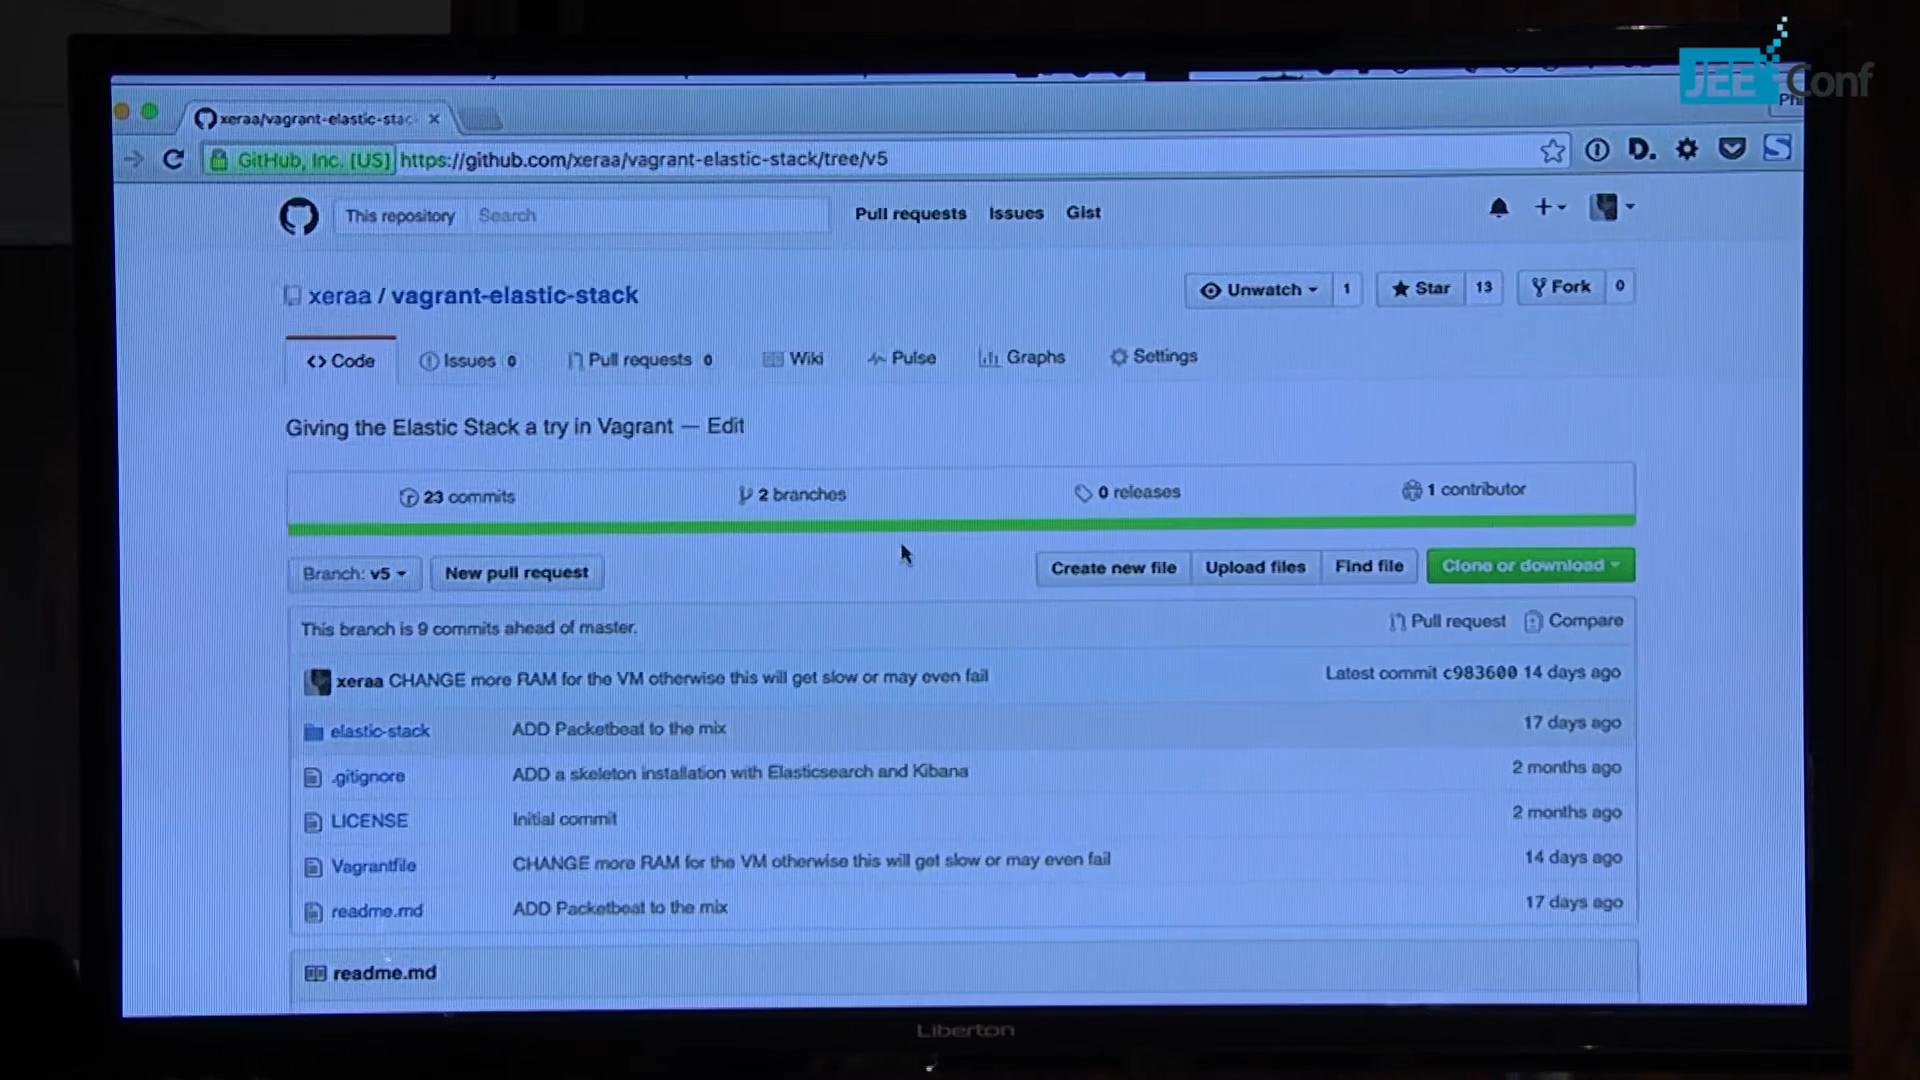 JEEConf
xeraa/vagrant-elastic-stac
GitHub, Inc. [US] https://github.com/xeraa/vagrant-elastic-stack/tree/v5
This repository Search Pull requests Issues Gist
xeraa / vagrant-elastic-stack
Unwatch 1 Star 13 Fork 0
<> Code Issues 0 Pull requests 0 Wiki Pulse Graphs Settings
Giving the Elastic Stack a try in Vagrant — Edit
23 commits 2 branches 0 releases 1 contributor
Branch: v5 New pull request Create new file Upload files Find file Clone or download
This branch is 9 commits ahead of master. Pull request Compare
xeraa CHANGE more RAM for the VM otherwise this will get slow or may even fail Latest commit c983600 14 days ago
elastic-stack ADD Packetbeat to the mix 17 days ago
.gitignore ADD a skeleton installation with Elasticsearch and Kibana 2 months ago
LICENSE Initial commit 2 months ago
Vagrantfile CHANGE more RAM for the VM otherwise this will get slow or may even fail 14 days ago
readme.md ADD Packetbeat to the mix 17 days ago
readme.md
Liberton